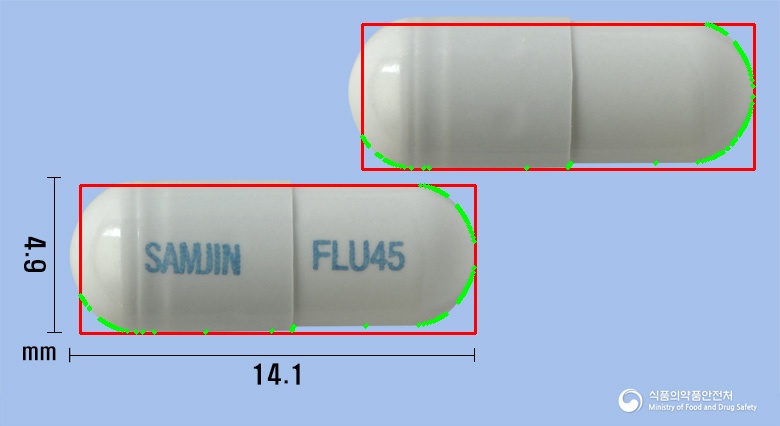 SAMJIN FLU45
4.9
mm
14.1
식품의약품안전처
Ministry of Food and Drug Safety